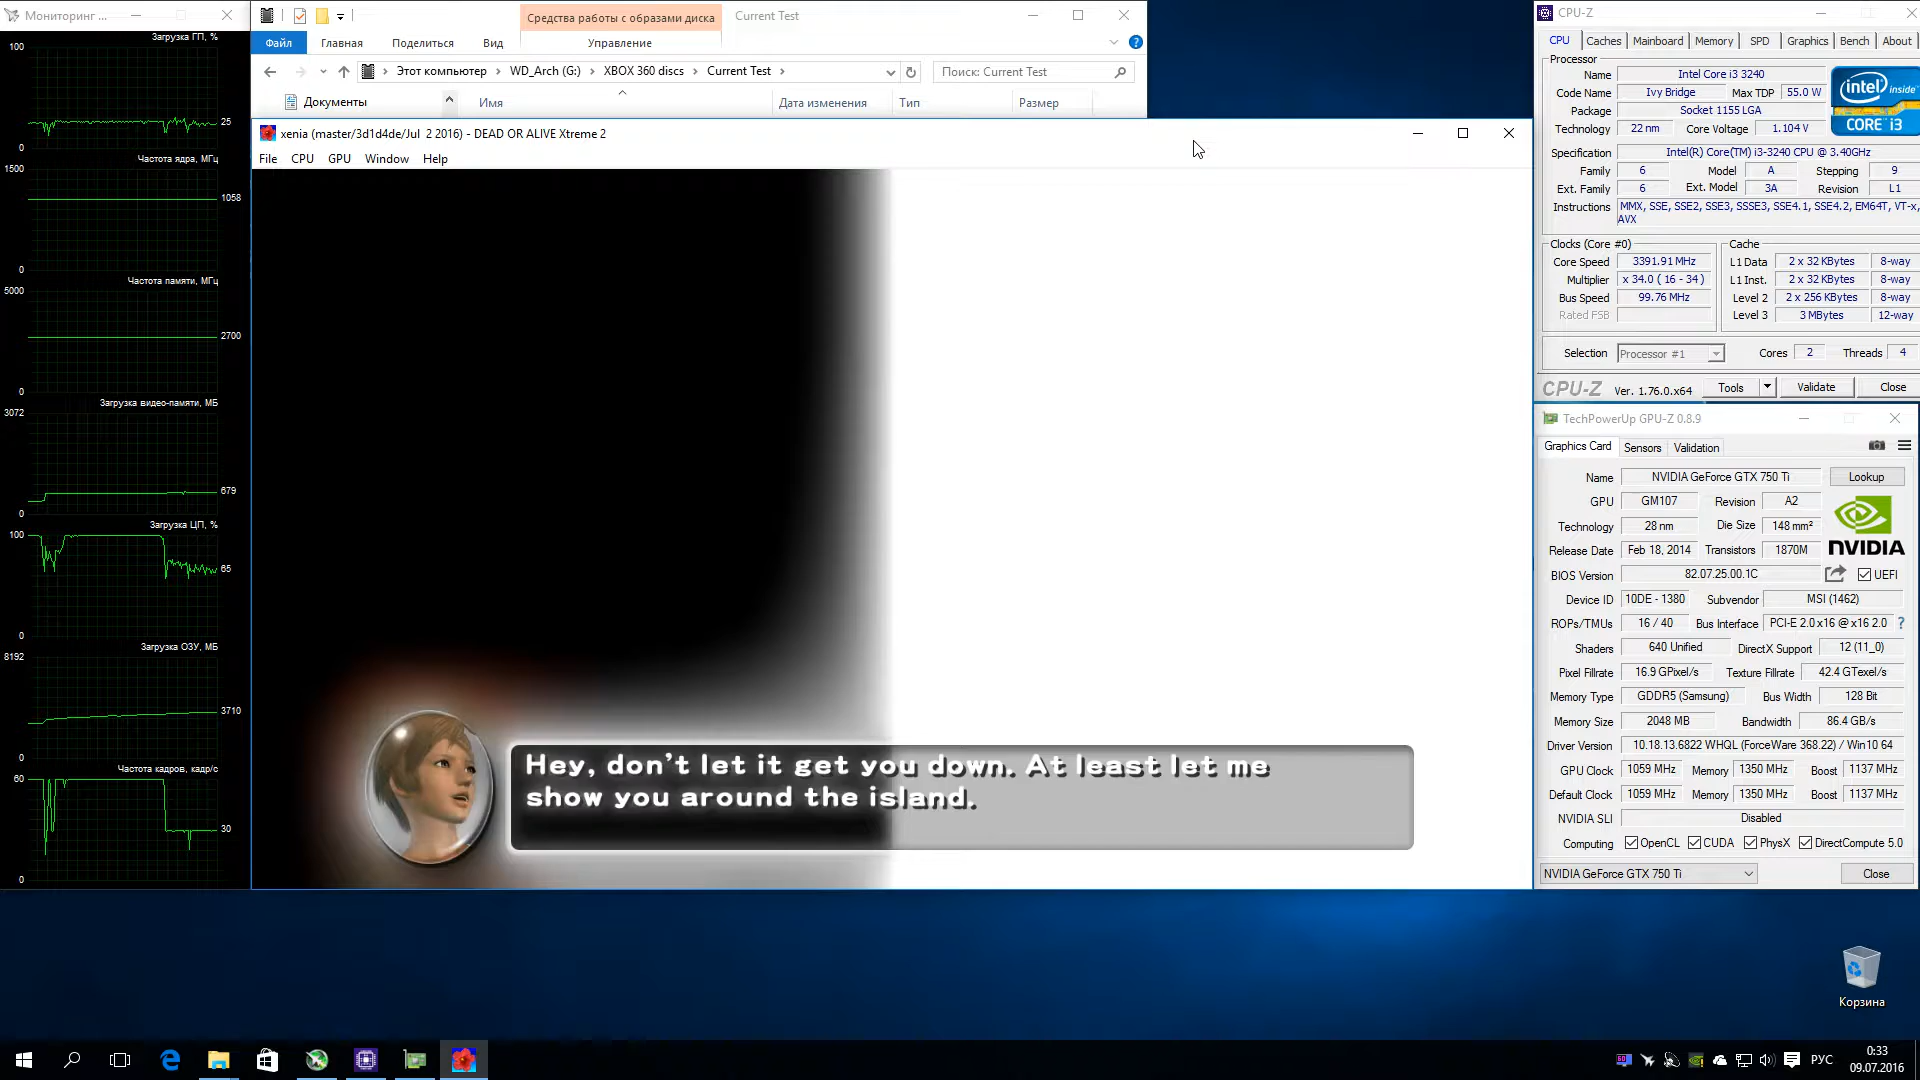 Мониторинг ...
Загрузка ГП, %
100
25
0
Частота ядра, МГц
1500
1058
0
Частота памяти, МГц
5000
2700
0
Загрузка видео-памяти, МБ
3072
679
0
Загрузка ЦП, %
100
65
0
Загрузка ОЗУ, МБ
8192
3710
0
Частота кадров, кадр/с
60
30
0
Средства работы с образами диска
Current Test
Файл Главная Поделиться Вид Управление
Этот компьютер WD_Arch (G:) XBOX 360 discs Current Test
Поиск: Current Test
Документы
Имя Дата изменения Тип Размер
xenia (master/3d1d4de/Jul 2 2016) - DEAD OR ALIVE Xtreme 2
File CPU GPU Window Help
Hey, don't let it get you down. At least let me
show you around the island.
CPU-Z
CPU Caches Mainboard Memory SPD Graphics Bench About
Processor
Name Intel Core i3 3240
Code Name Ivy Bridge Max TDP 55.0 W
Package Socket 1155 LGA
Technology 22 nm Core Voltage 1.104 V
intel inside
CORE i3
Specification Intel(R) Core(TM) i3-3240 CPU @ 3.40GHz
Family 6 Model A Stepping 9
Ext. Family 6 Ext. Model 3A Revision L1
Instructions MMX, SSE, SSE2, SSE3, SSSE3, SSE4.1, SSE4.2, EM64T, VT-x,
AVX
Clocks (Core #0)
Core Speed 3391.91 MHz
Multiplier x 34.0 ( 16 - 34 )
Bus Speed 99.76 MHz
Rated FSB
Cache
L1 Data 2 x 32 KBytes 8-way
L1 Inst. 2 x 32 KBytes 8-way
Level 2 2 x 256 KBytes 8-way
Level 3 3 MBytes 12-way
Selection Processor #1 Cores 2 Threads 4
CPU-Z Ver. 1.76.0.x64 Tools Validate Close
TechPowerUp GPU-Z 0.8.9
Graphics Card Sensors Validation
Name NVIDIA GeForce GTX 750 Ti Lookup
GPU GM107 Revision A2
Technology 28 nm Die Size 148 mm²
Release Date Feb 18, 2014 Transistors 1870M
NVIDIA
BIOS Version 82.07.25.00.1C UEFI
Device ID 10DE - 1380 Subvendor MSI (1462)
ROPs/TMUs 16 / 40 Bus Interface PCI-E 2.0 x16 @ x16 2.0 ?
Shaders 640 Unified DirectX Support 12 (11_0)
Pixel Fillrate 16.9 GPixel/s Texture Fillrate 42.4 GTexel/s
Memory Type GDDR5 (Samsung) Bus Width 128 Bit
Memory Size 2048 MB Bandwidth 86.4 GB/s
Driver Version 10.18.13.6822 WHQL (ForceWare 368.22) / Win10 64
GPU Clock 1059 MHz Memory 1350 MHz Boost 1137 MHz
Default Clock 1059 MHz Memory 1350 MHz Boost 1137 MHz
NVIDIA SLI Disabled
Computing OpenCL CUDA PhysX DirectCompute 5.0
NVIDIA GeForce GTX 750 Ti Close
Корзина
60
РУС
0:33
09.07.2016